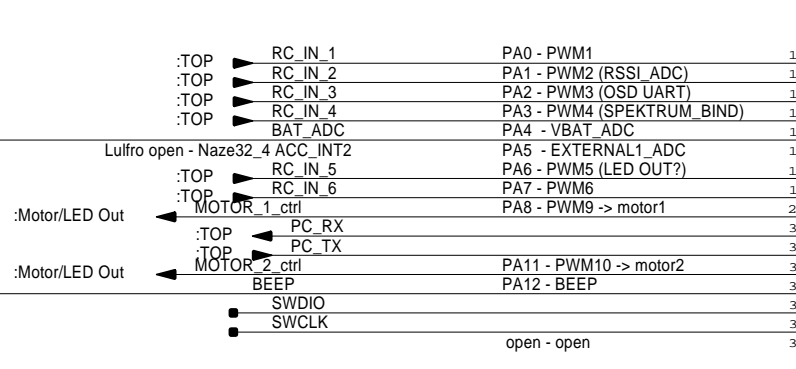 :TOP RC_IN_1 PA0 - PWM1 1
:TOP RC_IN_2 PA1 - PWM2 (RSSI_ADC) 1
:TOP RC_IN_3 PA2 - PWM3 (OSD UART) 1
:TOP RC_IN_4 PA3 - PWM4 (SPEKTRUM_BIND) 1
BAT_ADC PA4 - VBAT_ADC 1
Lulfro open - Naze32_4 ACC_INT2 PA5 - EXTERNAL1_ADC 1
:TOP RC_IN_5 PA6 - PWM5 (LED OUT?) 1
:TOP RC_IN_6 PA7 - PWM6 1
:Motor/LED Out MOTOR_1_ctrl PA8 - PWM9 -> motor1 2
:TOP PC_RX 3
:TOP PC_TX 3
:Motor/LED Out MOTOR_2_ctrl PA11 - PWM10 -> motor2 3
BEEP PA12 - BEEP 3
SWDIO 3
SWCLK 3
open - open 3